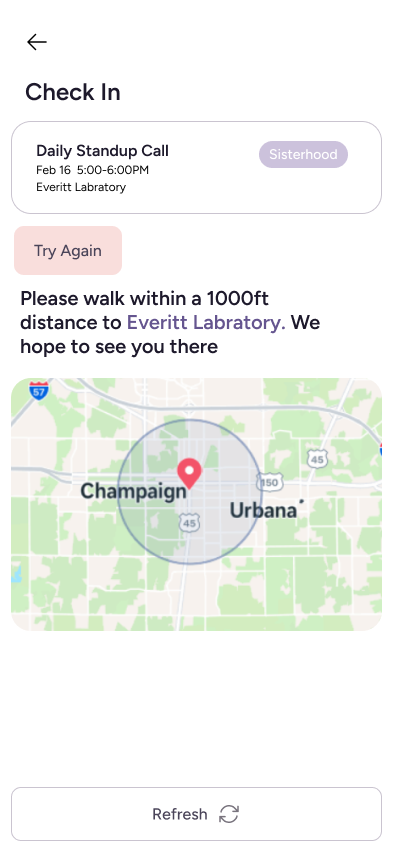 Check In
Daily Standup Call
Sisterhood
Feb 16 5:00-6:00PM
Everitt Labratory
Try Again
Please walk within a 1000ft
distance to Everitt Labratory. We
hope to see you there
57
45
150
Champaign
Urbana
45
Refresh